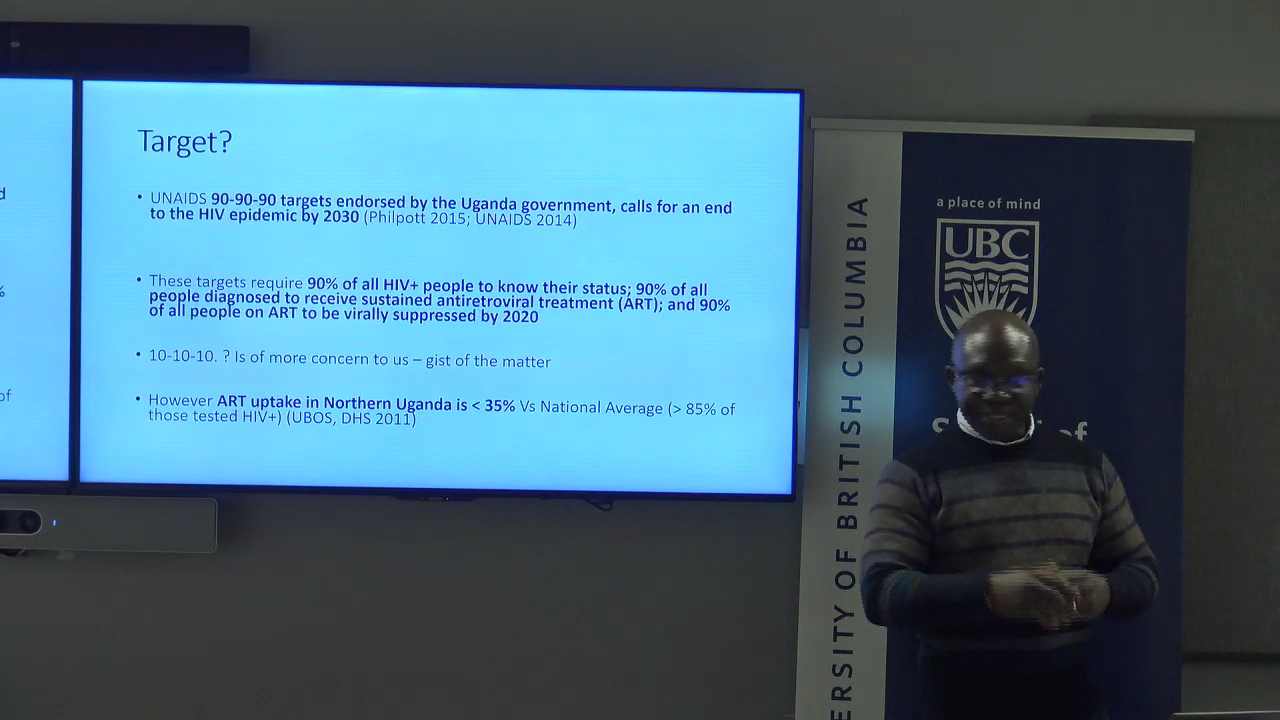 Target?
• UNAIDS 90-90-90 targets endorsed by the Uganda government, calls for an end
to the HIV epidemic by 2030 (Philpott 2015; UNAIDS 2014)
• These targets require 90% of all HIV+ people to know their status; 90% of all
people diagnosed to receive sustained antiretroviral treatment (ART); and 90%
of all people on ART to be virally suppressed by 2020
• 10-10-10. ? Is of more concern to us – gist of the matter
• However ART uptake in Northern Uganda is < 35% Vs National Average (> 85% of
those tested HIV+) (UBOS, DHS 2011)
%
of
a place of mind
UBC
ERSITY OF BRITISH COLUMBIA
of